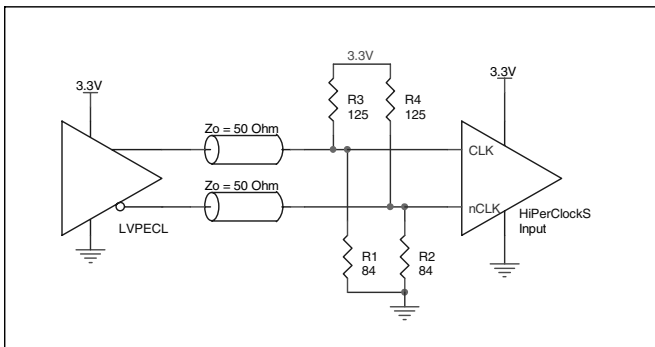 3.3V
3.3V
3.3V
R3
125
R4
125
Zo = 50 Ohm
CLK
Zo = 50 Ohm
nCLK
HiPerClockS
Input
LVPECL
R1
84
R2
84